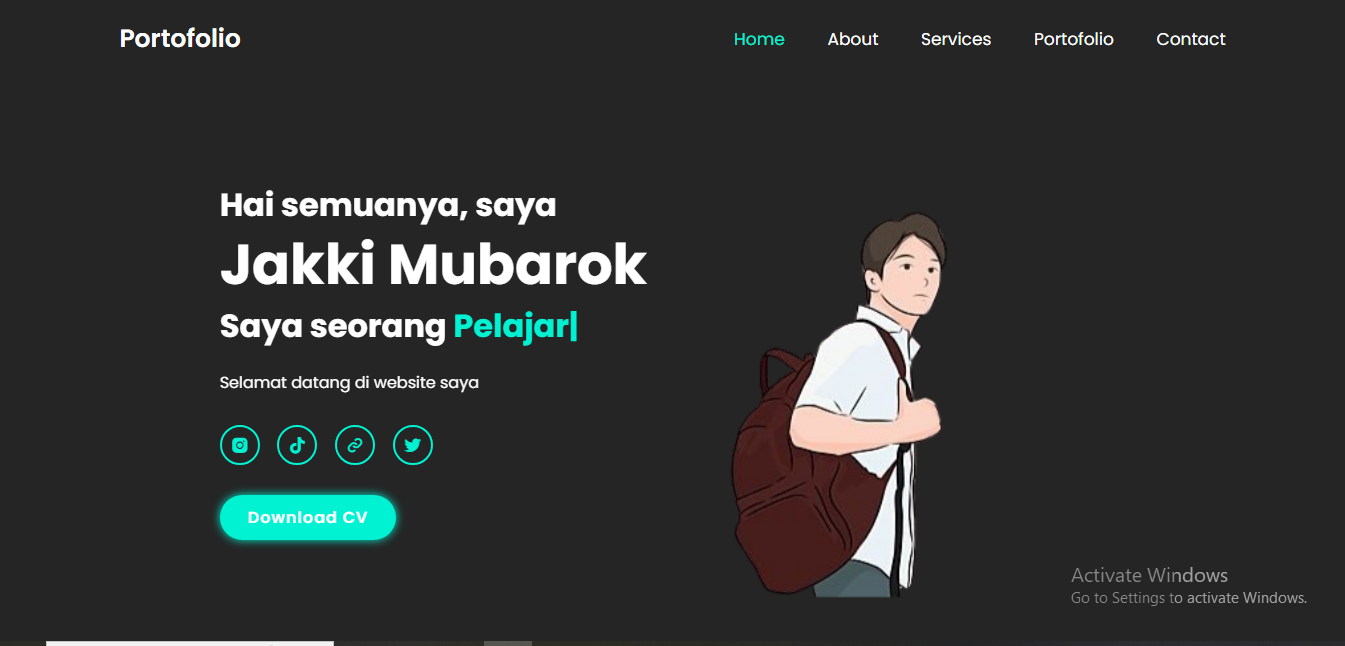 Portofolio
Home About Services Portofolio Contact
Hai semuanya, saya
Jakki Mubarok
Saya seorang Pelajar|
Selamat datang di website saya
Download CV
Activate Windows
Go to Settings to activate Windows.